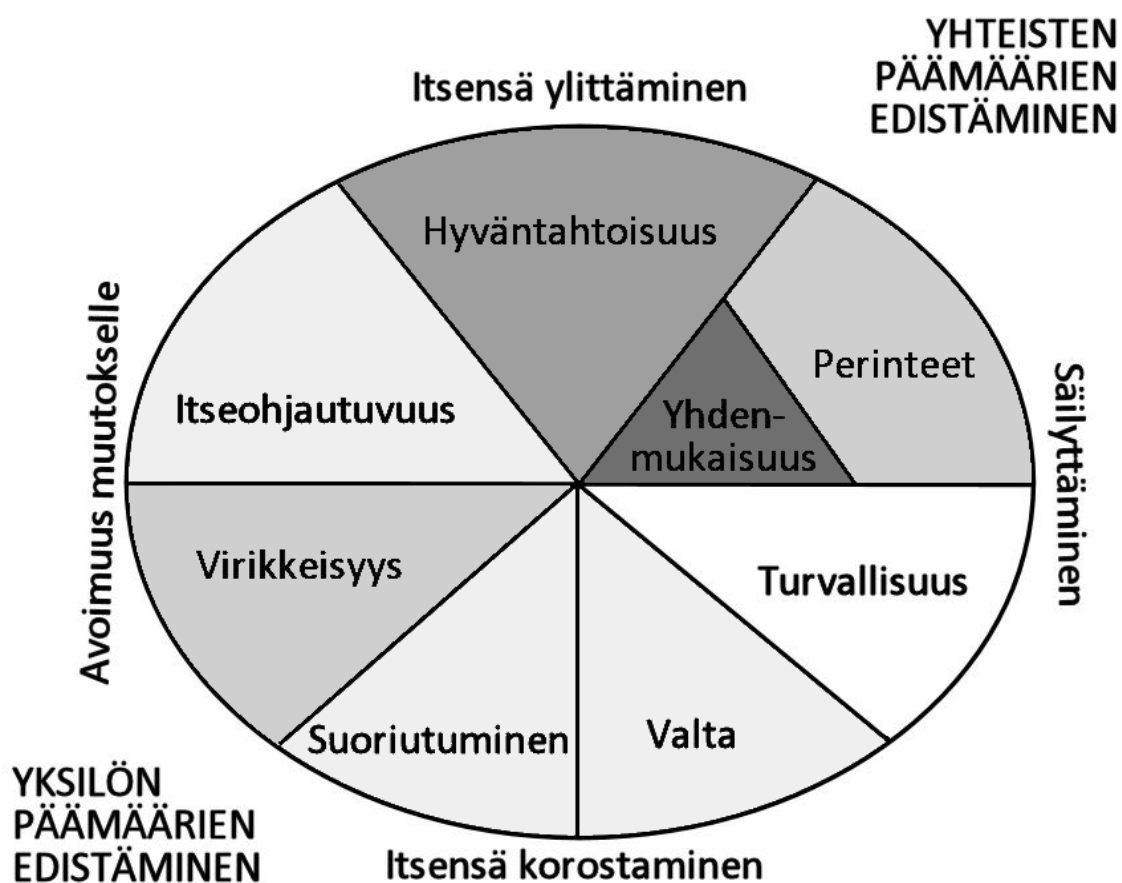 YHTEISTEN
PÄÄMÄÄRIEN
EDISTÄMINEN
Itsensä ylittäminen
Hyväntahtoisuus
Perinteet
Itseohjautuvuus
Yhden-
mukaisuus
Avoimuus muutokselle
Säilyttäminen
Virikkeisyys
Turvallisuus
Suoriutuminen
Valta
YKSILÖN
PÄÄMÄÄRIEN
EDISTÄMINEN
Itsensä korostaminen